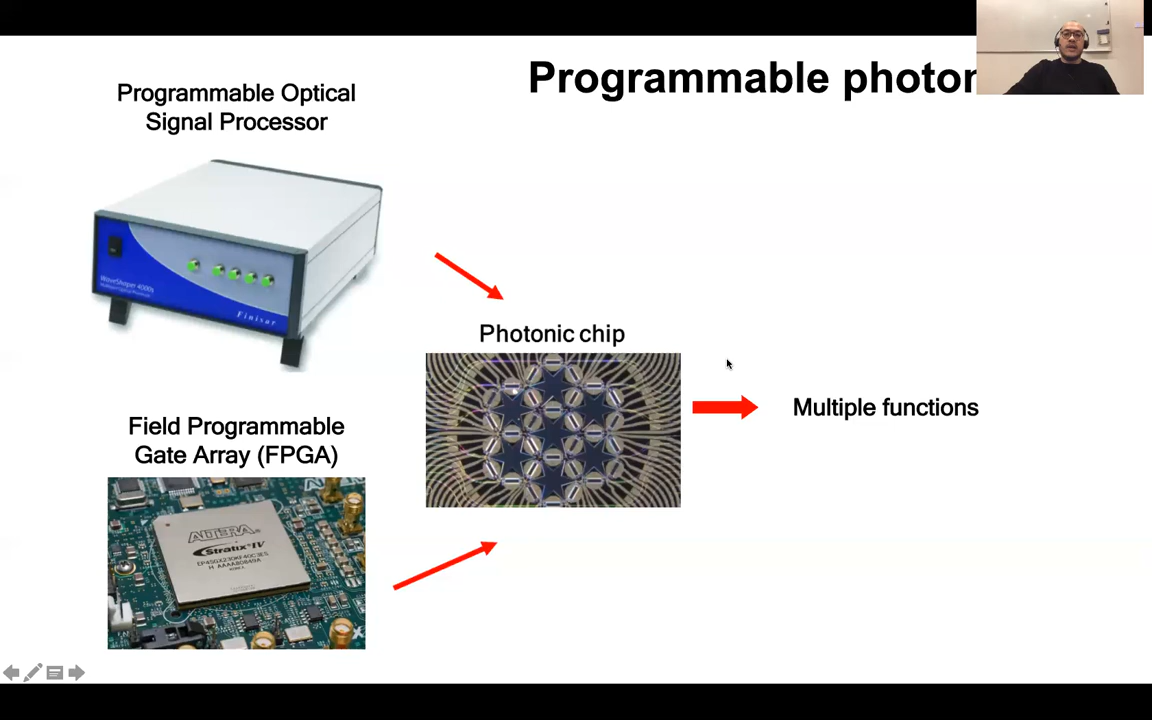 Programmable photon
Programmable Optical
Signal Processor
WaveShaper 4000s
Finisar
Photonic chip
Multiple functions
Field Programmable
Gate Array (FPGA)
ALTERA
Stratix IV